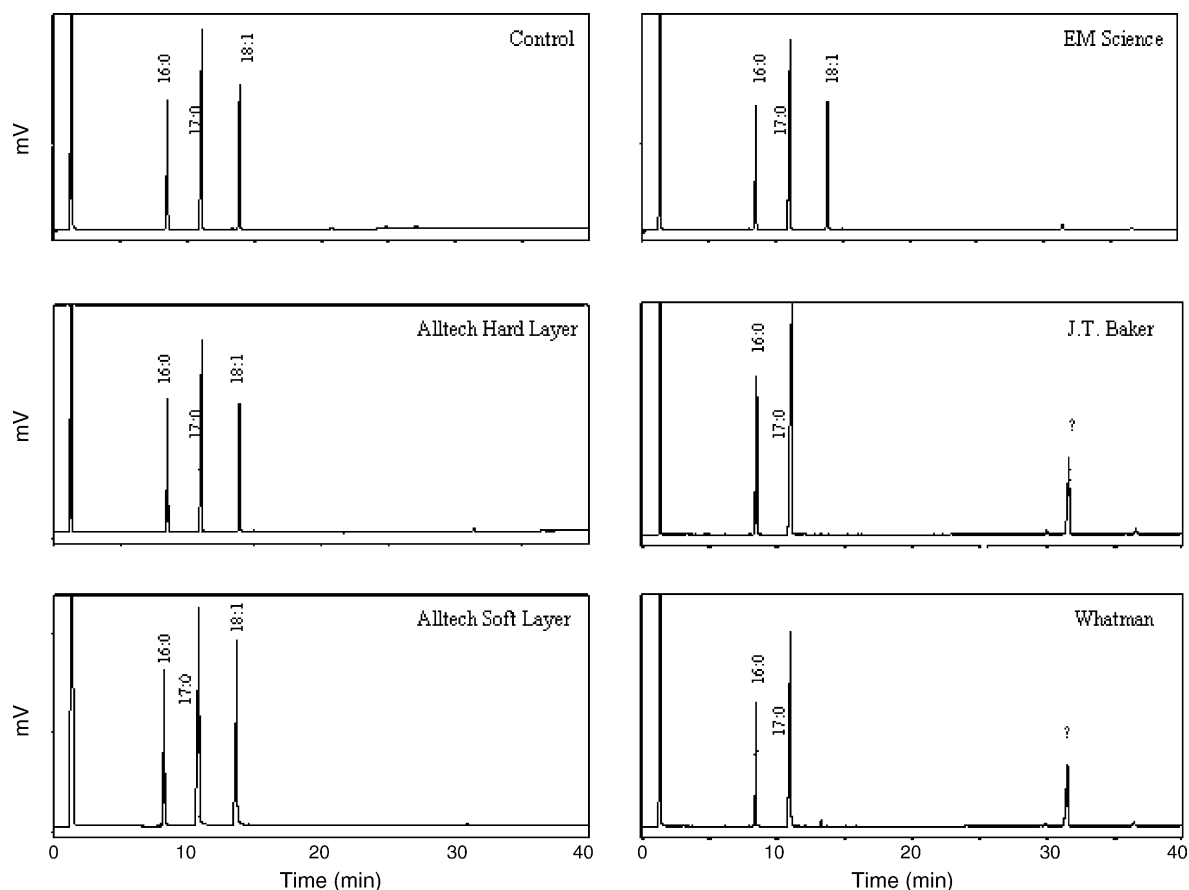 Control
16:0
17:0
18:1
mV
EM Science
16:0
17:0
18:1
Alltech Hard Layer
16:0
17:0
18:1
mV
J.T. Baker
16:0
17:0
?
Alltech Soft Layer
16:0
17:0
18:1
mV
0 10 20 30 40
Time (min)
Whatman
16:0
17:0
?
0 10 20 30 40
Time (min)